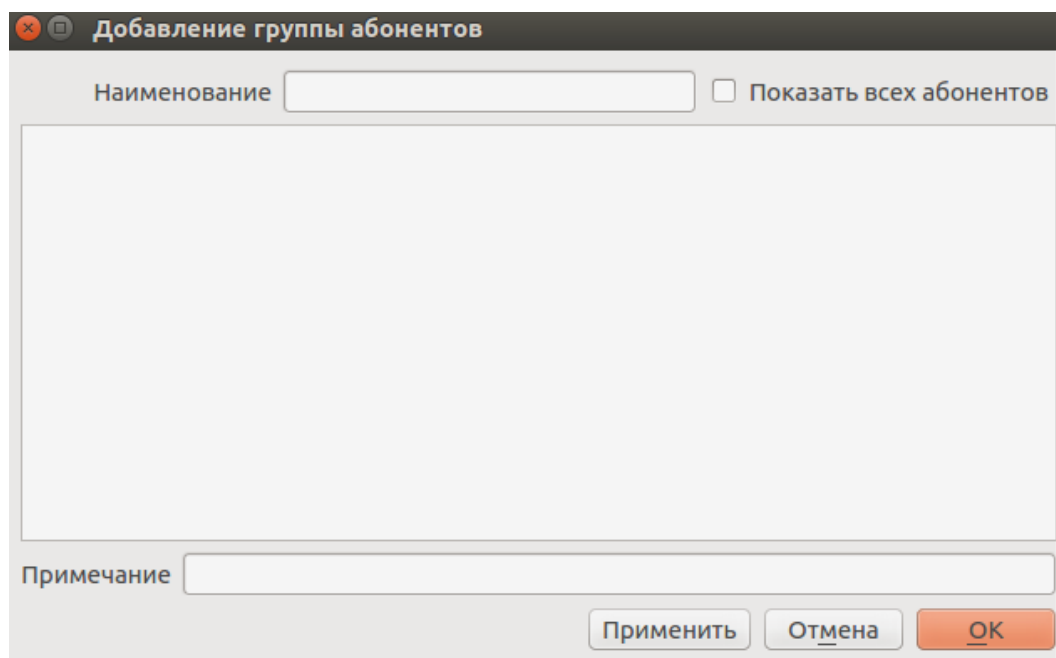 Добавление группы абонентов
Наименование Показать всех абонентов
Примечание
Применить Отмена OK